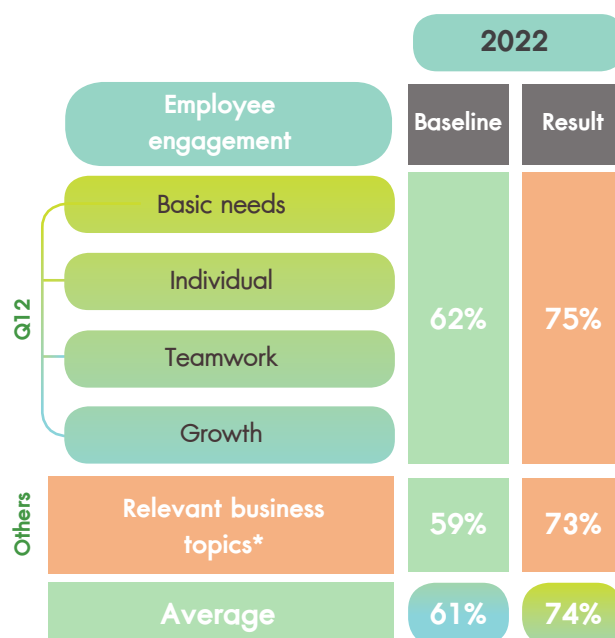 2022
Employee
engagement
Baseline
Result
Basic needs
Individual
Teamwork
Growth
Q12
62%
75%
Others
Relevant business
topics*
59%
73%
Average
61%
74%